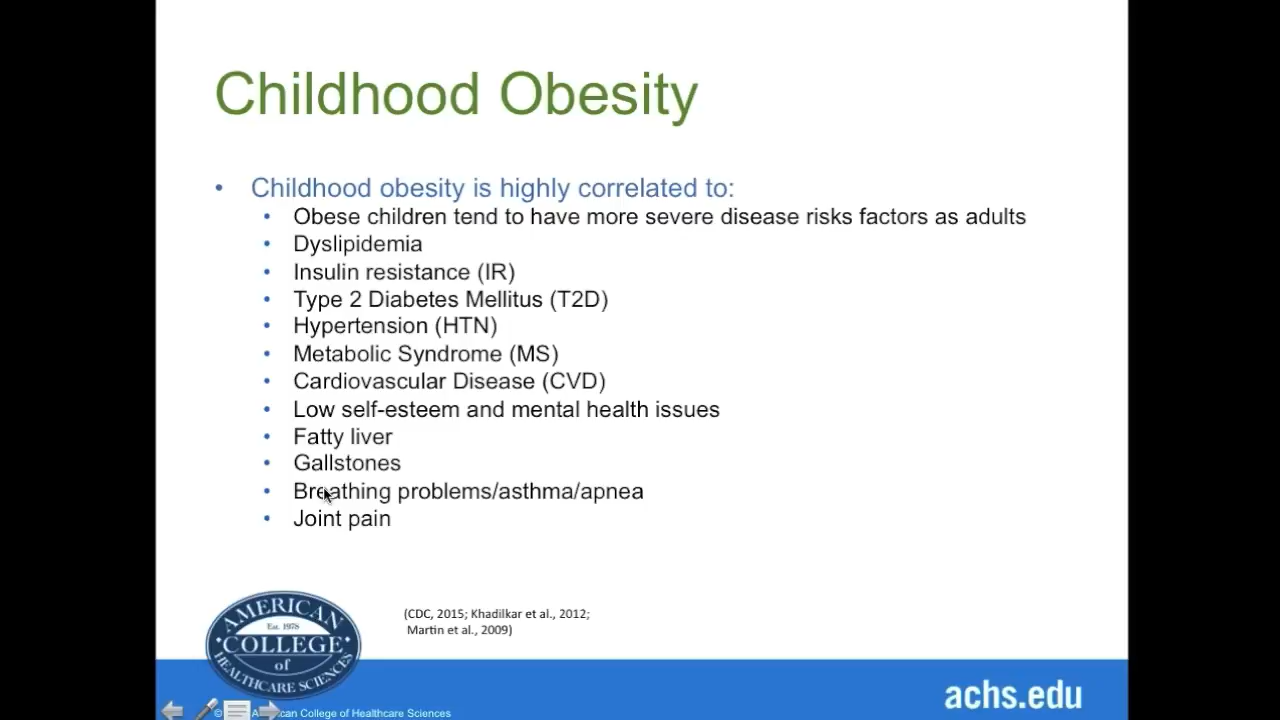 Childhood Obesity
• Childhood obesity is highly correlated to:
• Obese children tend to have more severe disease risks factors as adults
• Dyslipidemia
• Insulin resistance (IR)
• Type 2 Diabetes Mellitus (T2D)
• Hypertension (HTN)
• Metabolic Syndrome (MS)
• Cardiovascular Disease (CVD)
• Low self-esteem and mental health issues
• Fatty liver
• Gallstones
• Breathing problems/asthma/apnea
• Joint pain
(CDC, 2015; Khadilkar et al., 2012;
Martin et al., 2009)
AMERICAN
Est. 1978
COLLEGE
of
HEALTHCARE SCIENCES
achs.edu
© College of Healthcare Sciences